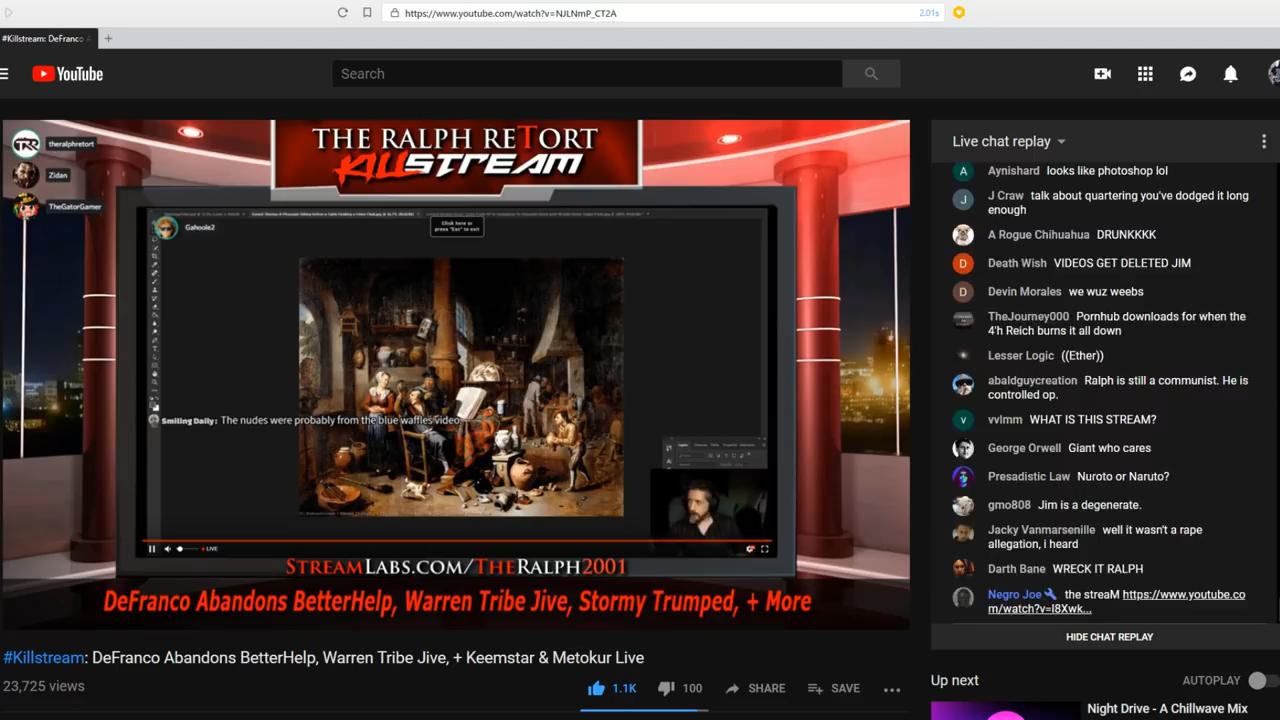 https://www.youtube.com/watch?v=NJLNmP_CT2A
2.01s
#Killstream: DeFranco A
YouTube
Search
THE RALPH RETORT
KILLSTREAM
TRR
theralphretort
Zidan
TheGatorGamer
Gahoole2
Click here or
press "Esc" to exit
Smiling Daily: The nudes were probably from the blue waffles video
LIVE
STREAMLABS.COM/THERALPH2001
DeFranco Abandons BetterHelp, Warren Tribe Jive, Stormy Trumped, + More
#Killstream: DeFranco Abandons BetterHelp, Warren Tribe Jive, + Keemstar & Metokur Live
23,725 views
1.1K
100
SHARE
SAVE
Live chat replay
A
Aynishard looks like photoshop lol
J Craw talk about quartering you've dodged it long
enough
A Rogue Chihuahua DRUNKKKK
D
Death Wish VIDEOS GET DELETED JIM
D
Devin Morales we wuz weebs
TheJourney000 Pornhub downloads for when the
4'h Reich burns it all down
Lesser Logic ((Ether))
abaldguycreation Ralph is still a communist. He is
controlled op.
v
vvlmm WHAT IS THIS STREAM?
George Orwell Giant who cares
Presadistic Law Nuroto or Naruto?
gmo808 Jim is a degenerate.
Jacky Vanmarsenille well it wasn't a rape
allegation, i heard
Darth Bane WRECK IT RALPH
Negro Joe the streaM https://www.youtube.co
m/watch?v=I8Xwk...
HIDE CHAT REPLAY
Up next
AUTOPLAY
Night Drive - A Chillwave Mix